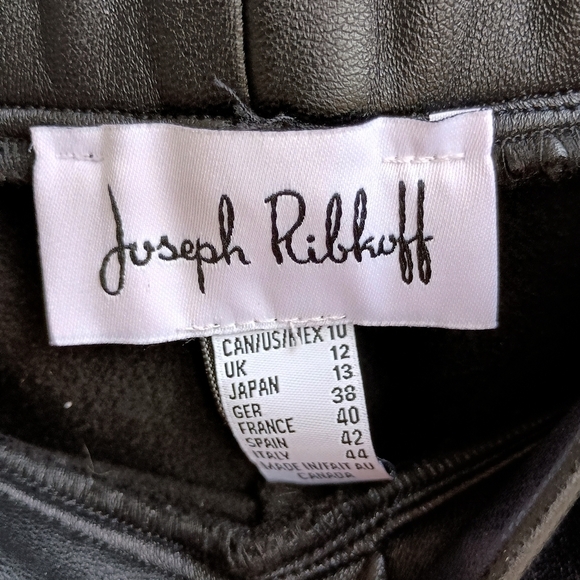 Joseph Ribkoff
CAN/US/MEX 10
UK 12
JAPAN 13
GER 38
FRANCE 40
SPAIN 42
ITALY 44
MADE IN/FAIT AU
CANADA